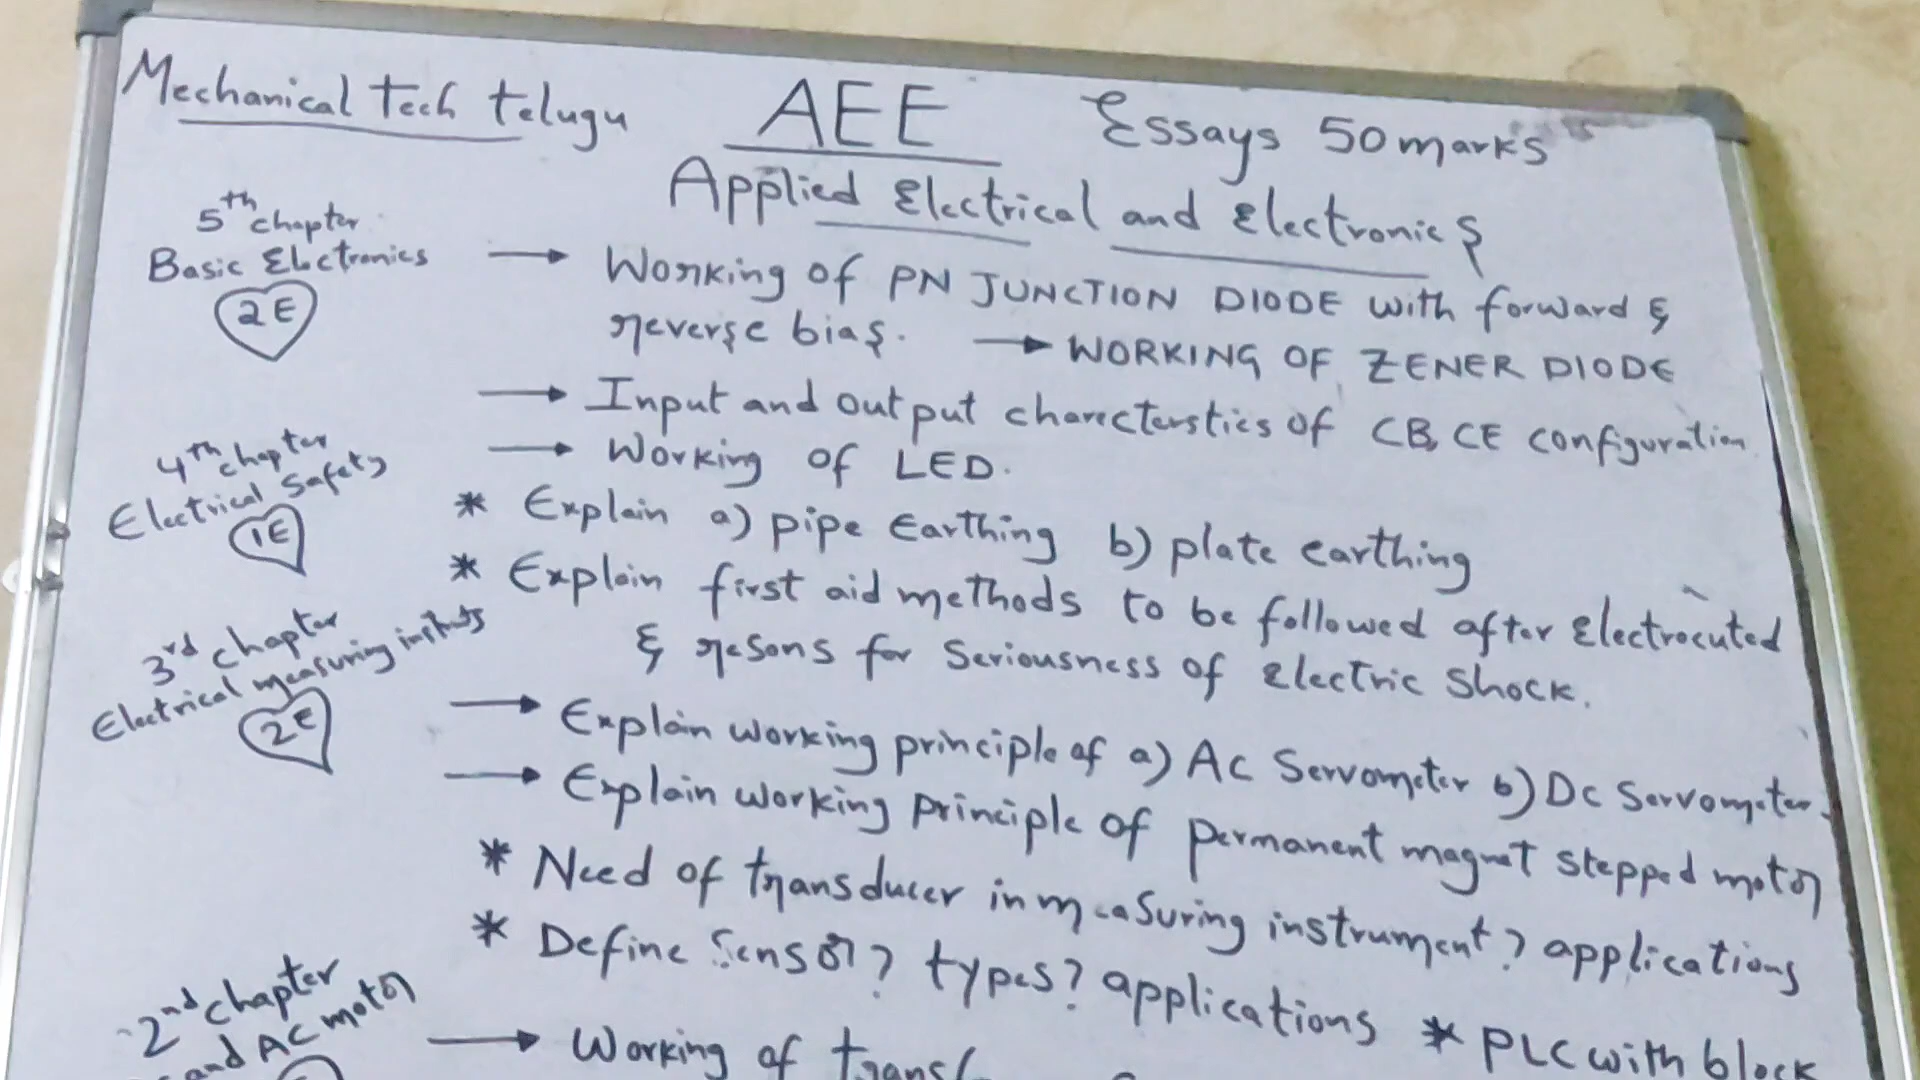 Mechanical Tech telugu AEE Essays 50 marks
Applied Electrical and Electronics
5th chapter
Basic Electronics
2E
→ Working of PN JUNCTION DIODE with forward &
reverse bias. → WORKING OF ZENER DIODE
→ Input and output charecterstics of CB, CE configuration
→ Working of LED.
4th chapter
Electrical Safety
1E
* Explain a) pipe Earthing b) plate earthing
* Explain first aid methods to be followed after Electrocuted
& resons for Seriousness of Electric Shock.
3rd chapter
Electrical measuring
2E
→ Explain working principle of a) AC Servometer b) DC Servometer.
→ Explain working principle of permanent magnet stepped motor
* Need of transducer in measuring instrument? applications
* Define Sensor? types? applications * PLC with block
2nd chapter
and AC motor
→ Working of